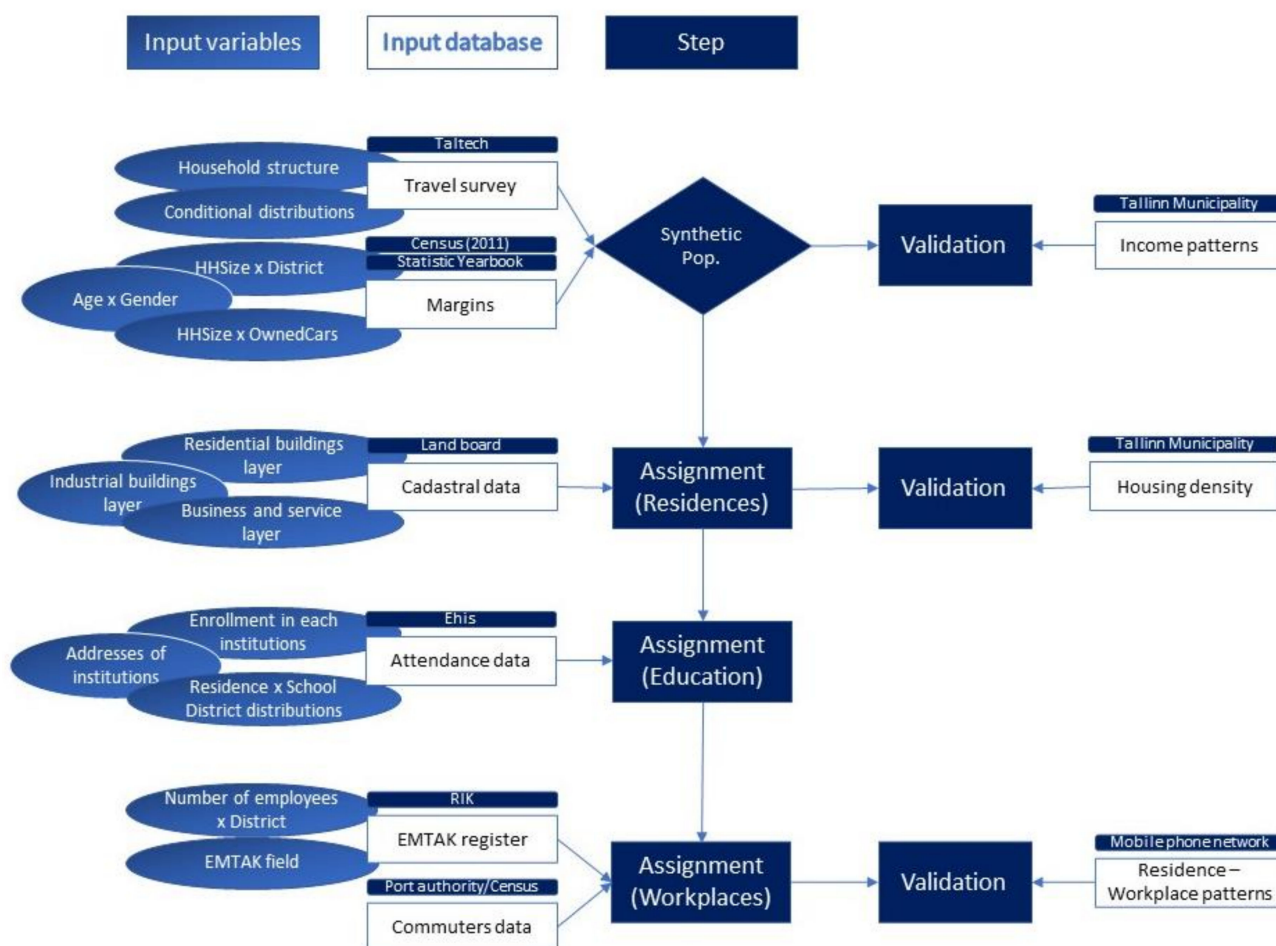 Input variables
Input database
Step
Taltech
Household structure
Travel survey
Conditional distributions
Synthetic
Pop.
Validation
Tallinn Municipality
Income patterns
Census (2011)
Statistic Yearbook
HHSize x District
Age x Gender
Margins
HHSize x OwnedCars
Residential buildings
layer
Land board
Industrial buildings
layer
Cadastral data
Business and service
layer
Assignment
(Residences)
Validation
Tallinn Municipality
Housing density
Enrollment in each
institutions
Ehis
Addresses of
institutions
Attendance data
Residence x School
District distributions
Assignment
(Education)
Number of employees
x District
RIK
EMTAK register
EMTAK field
Port authority/Census
Commuters data
Assignment
(Workplaces)
Validation
Mobile phone network
Residence –
Workplace patterns